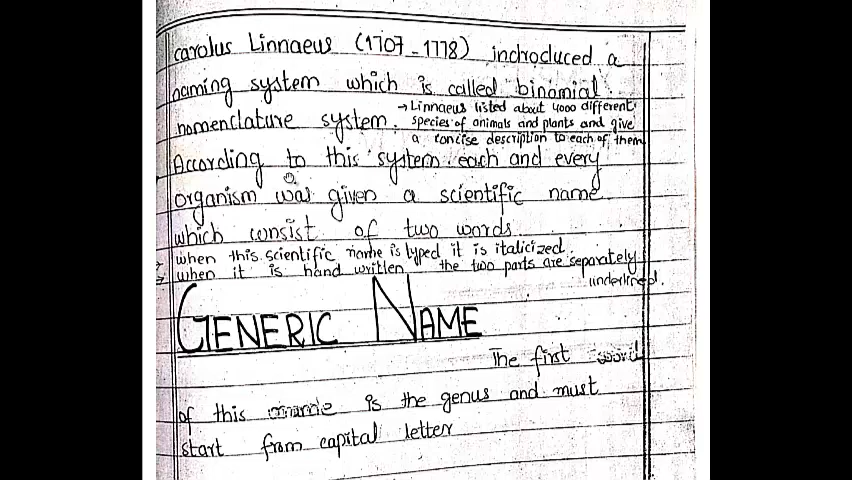 carolus Linnaeus (1707-1778) inchroduced a
naming system which is called binomial
nomenclature system.
→ Linnaeus listed about 4000 different
species of animals and plants and give
a concise description to each of them
According to this system each and every
organism was given a scientific name
which consist of two words
→ when this scientific name is typed it is italicized.
→ when it is hand written the two parts are separately
underlined.
GENERIC NAME
The first word
of this name is the genus and must
start from capital letter